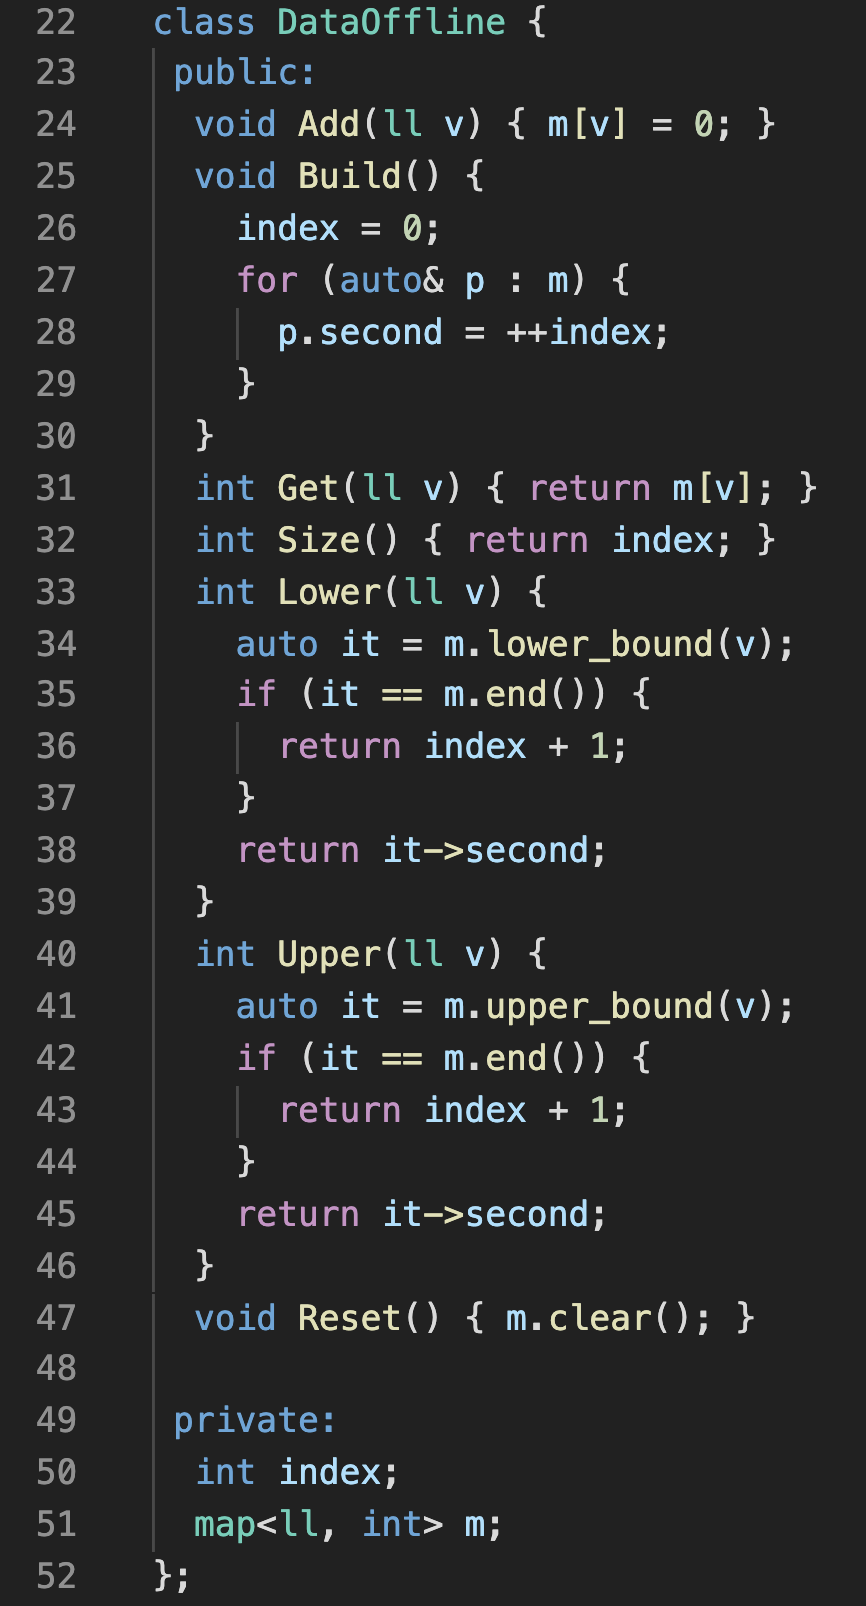 22 class DataOffline {
23  public:
24   void Add(ll v) { m[v] = 0; }
25   void Build() {
26     index = 0;
27     for (auto& p : m) {
28       p.second = ++index;
29     }
30   }
31   int Get(ll v) { return m[v]; }
32   int Size() { return index; }
33   int Lower(ll v) {
34     auto it = m.lower_bound(v);
35     if (it == m.end()) {
36       return index + 1;
37     }
38     return it->second;
39   }
40   int Upper(ll v) {
41     auto it = m.upper_bound(v);
42     if (it == m.end()) {
43       return index + 1;
44     }
45     return it->second;
46   }
47   void Reset() { m.clear(); }
48
49  private:
50   int index;
51   map<ll, int> m;
52 };